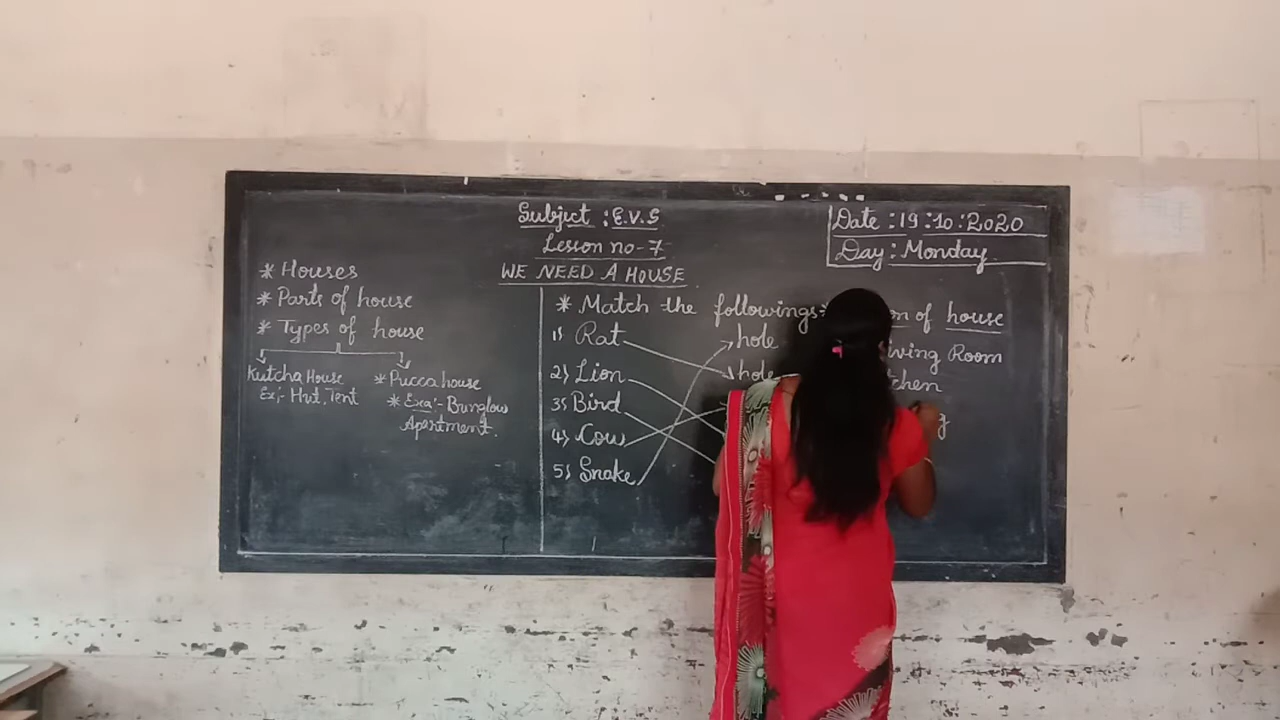 Subject : E.V.S
Lesson no-7
WE NEED A HOUSE
Date : 19:10:2020
Day : Monday
* Houses
* Parts of house
* Types of house
Kutcha House
Ex;- Hut, Tent
* Pucca house
* Exa:- Bunglow
Apartment.
* Match the followings
1) Rat
2) Lion
3) Bird
4) Cow
5) Snake
hole
hole
of house
Room